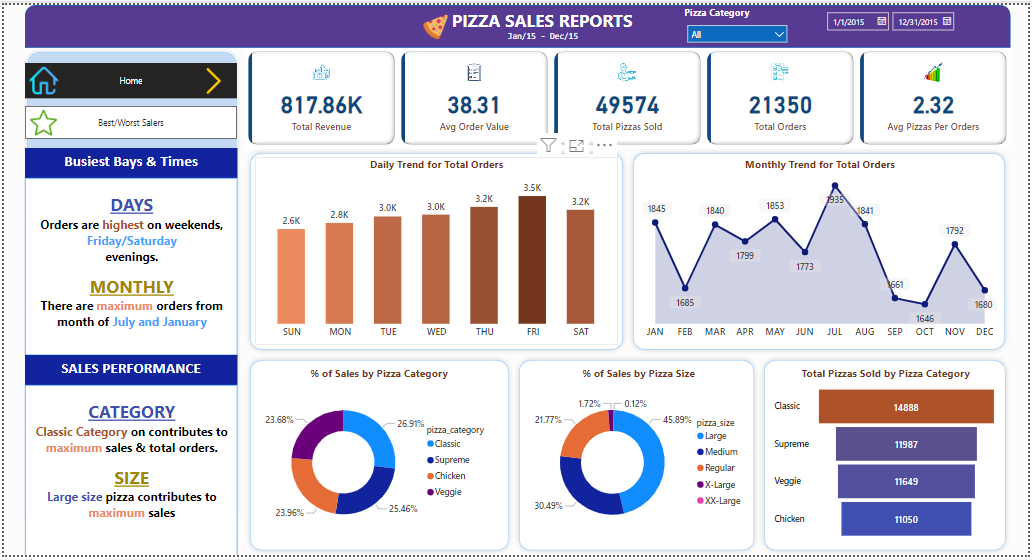 PIZZA SALES REPORTS
Jan/15 - Dec/15
Pizza Category
All
1/1/2015
12/31/2015
Home
Best/Worst Salers
817.86K
Total Revenue
38.31
Avg Order Value
49574
Total Pizzas Sold
21350
Total Orders
2.32
Avg Pizzas Per Orders
Busiest Bays & Times
DAYS
Orders are highest on weekends,
Friday/Saturday
evenings.
MONTHLY
There are maximum orders from
month of July and January
SALES PERFORMANCE
CATEGORY
Classic Category on contributes to
maximum sales & total orders.
SIZE
Large size pizza contributes to
maximum sales
Daily Trend for Total Orders
2.6K
2.8K
3.0K
3.0K
3.2K
3.5K
3.2K
SUN
MON
TUE
WED
THU
FRI
SAT
Monthly Trend for Total Orders
1845
1685
1840
1799
1853
1773
1935
1841
1661
1646
1792
1680
JAN
FEB
MAR
APR
MAY
JUN
JUL
AUG
SEP
OCT
NOV
DEC
% of Sales by Pizza Category
23.68%
26.91%
23.96%
25.46%
pizza_category
Classic
Supreme
Chicken
Veggie
% of Sales by Pizza Size
1.72%
0.12%
21.77%
45.89%
30.49%
pizza_size
Large
Medium
Regular
X-Large
XX-Large
Total Pizzas Sold by Pizza Category
Classic
14888
Supreme
11987
Veggie
11649
Chicken
11050